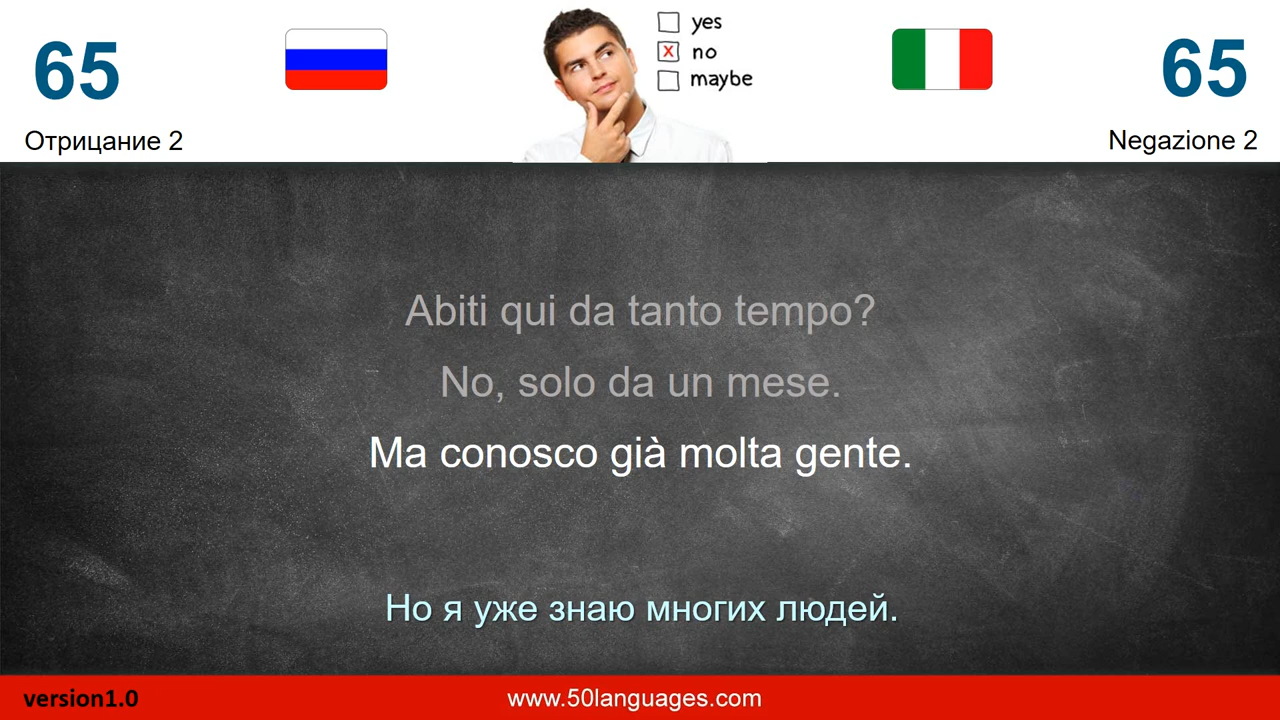 65
Отрицание 2
yes
x no
maybe
65
Negazione 2
Abiti qui da tanto tempo?
No, solo da un mese.
Ma conosco già molta gente.
Но я уже знаю многих людей.
version1.0
www.50languages.com